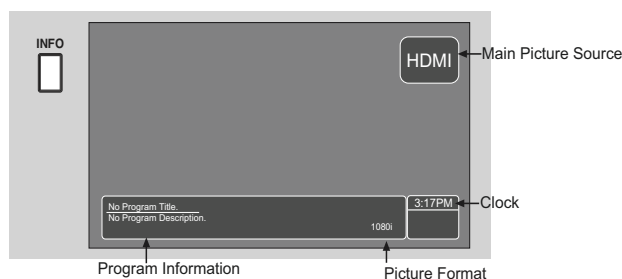 INFO
HDMI
Main Picture Source
No Program Title.
No Program Description.
1080i
3:17PM
Clock
Program Information
Picture Format